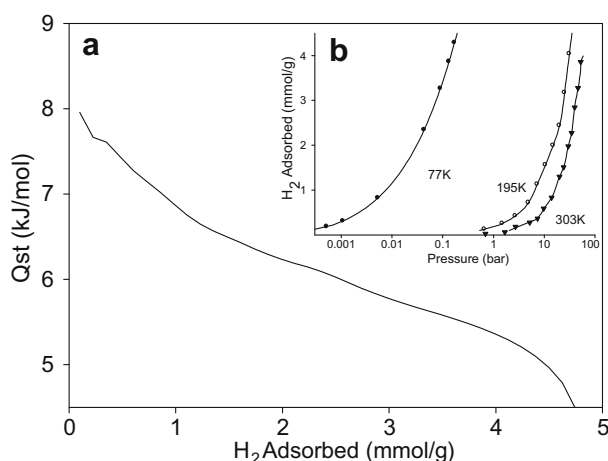 a
b
Qst (kJ/mol)
9
8
7
6
5
0 1 2 3 4 5
H2 Adsorbed (mmol/g)
H2 Adsorbed (mmol/g)
4
3
2
1
77K
195K
303K
0.001 0.01 0.1 1 10 100
Pressure (bar)